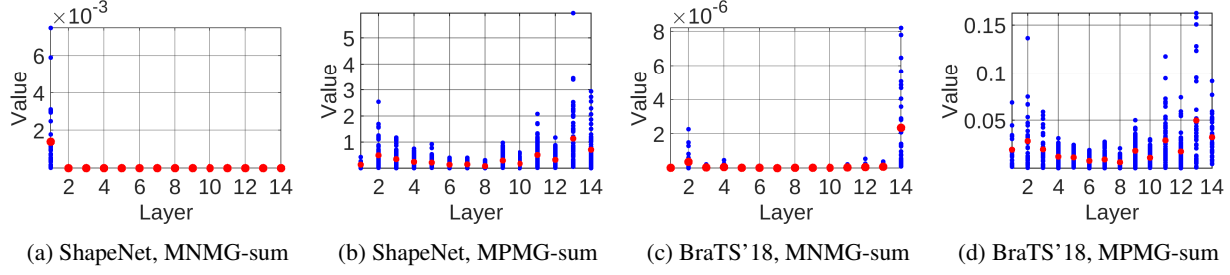 ×10⁻³
6
4
2
Value
2 4 6 8 10 12 14
Layer
(a) ShapeNet, MNMG-sum
5
4
3
2
1
Value
2 4 6 8 10 12 14
Layer
(b) ShapeNet, MPMG-sum
×10⁻⁶
8
6
4
2
Value
2 4 6 8 10 12 14
Layer
(c) BraTS'18, MNMG-sum
0.15
0.1
0.05
Value
2 4 6 8 10 12 14
Layer
(d) BraTS'18, MPMG-sum